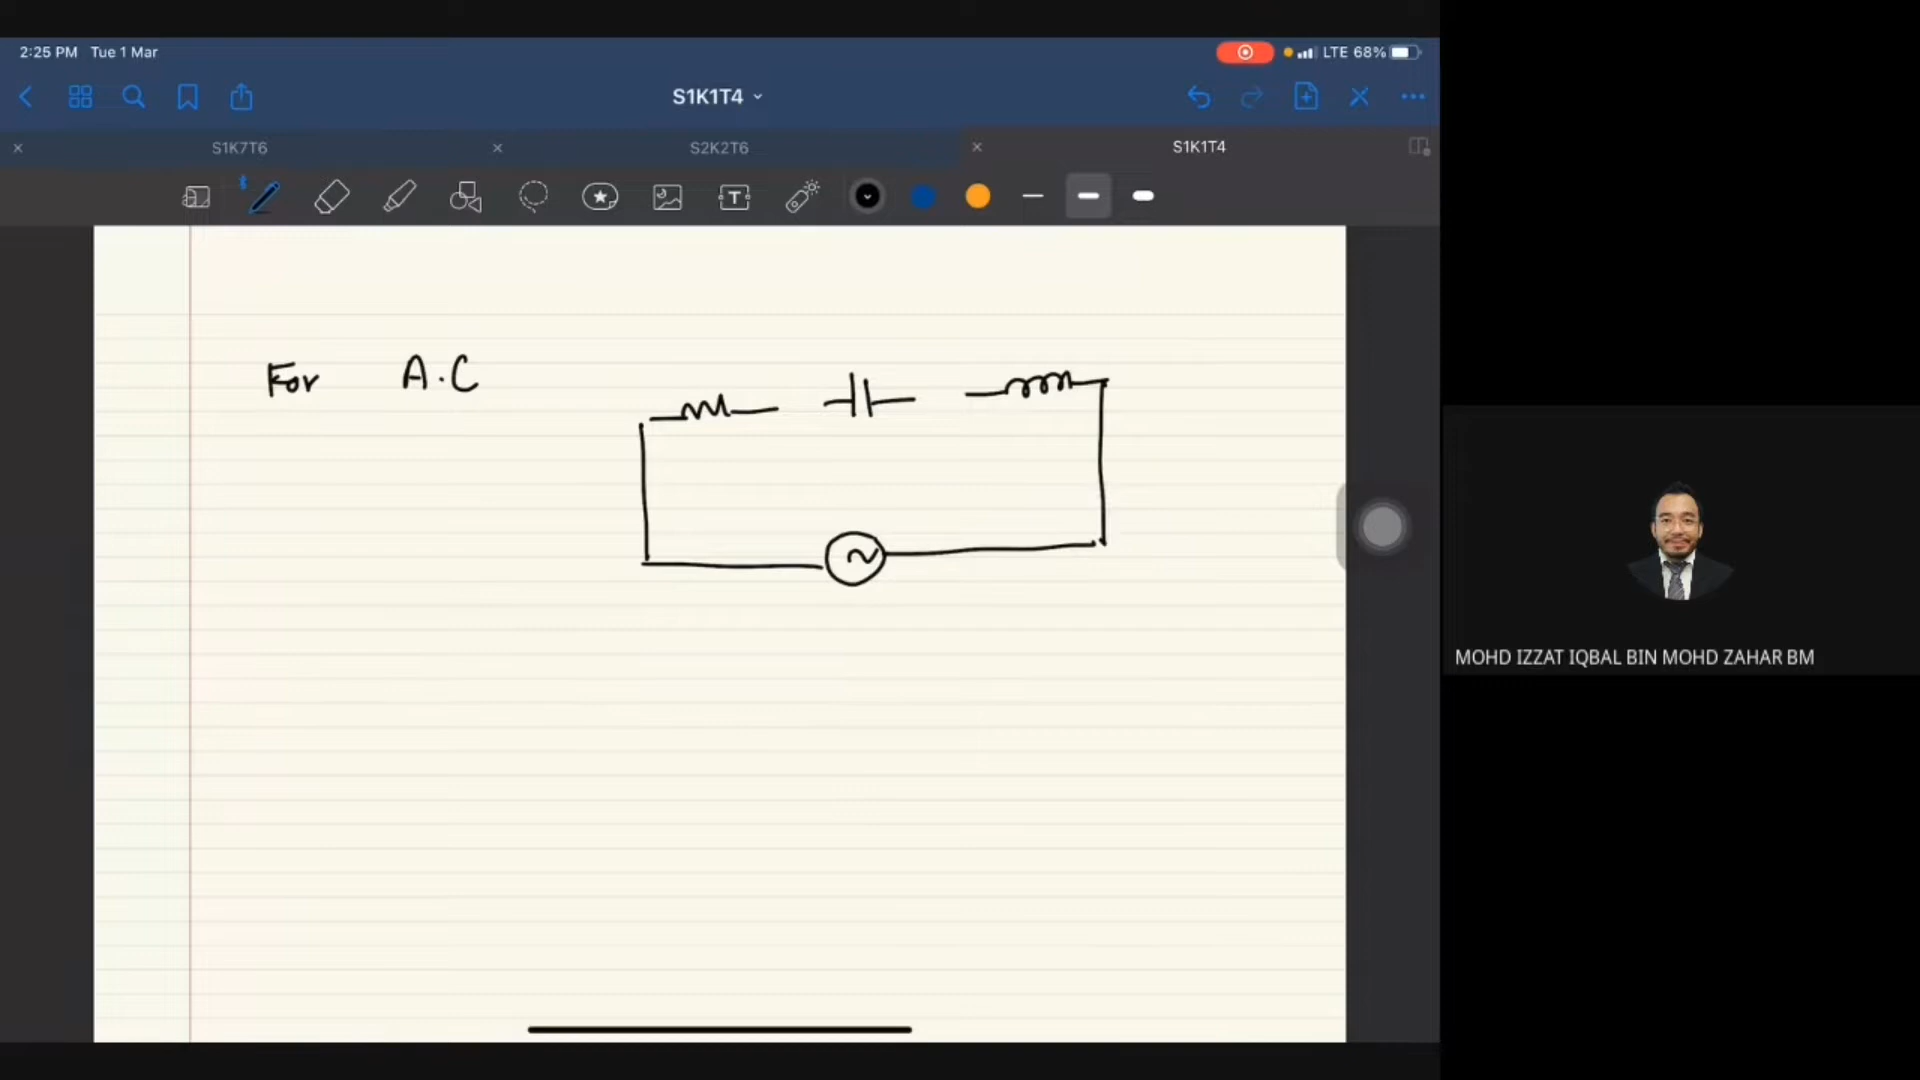 2:25 PM Tue 1 Mar
LTE 68%
S1K1T4
S1K7T6
S2K2T6
S1K1T4
T
For A.C
MOHD IZZAT IQBAL BIN MOHD ZAHAR BM